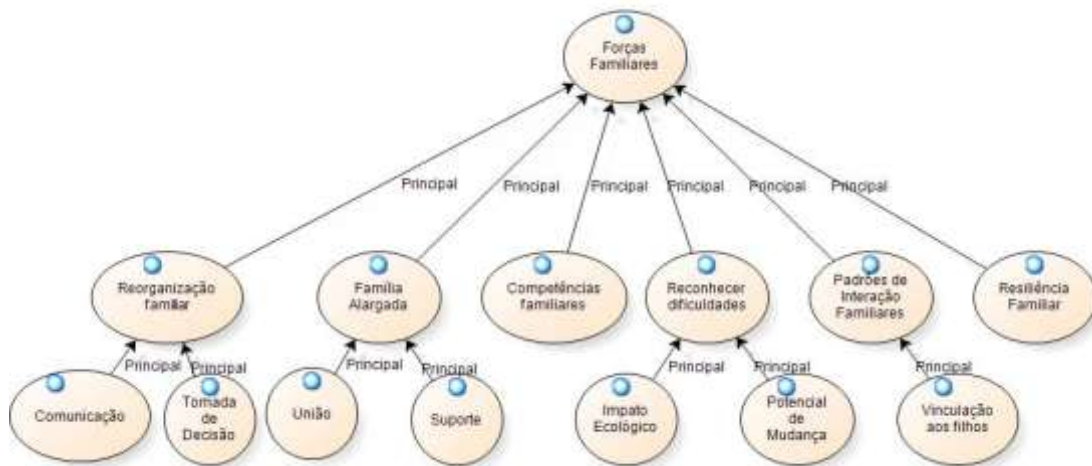 Forças
Familiares
Principal
Principal
Principal
Principal
Principal
Principal
Reorganização
familiar
Família
Alargada
Competências
familiares
Reconhecer
dificuldades
Padrões de
Interação
Familiares
Resiliência
Familiar
Principal
Principal
Principal
Principal
Principal
Principal
Principal
Comunicação
Tomada
de
Decisão
União
Suporte
Impato
Ecológico
Potencial
de
Mudança
Vinculação
aos filhos